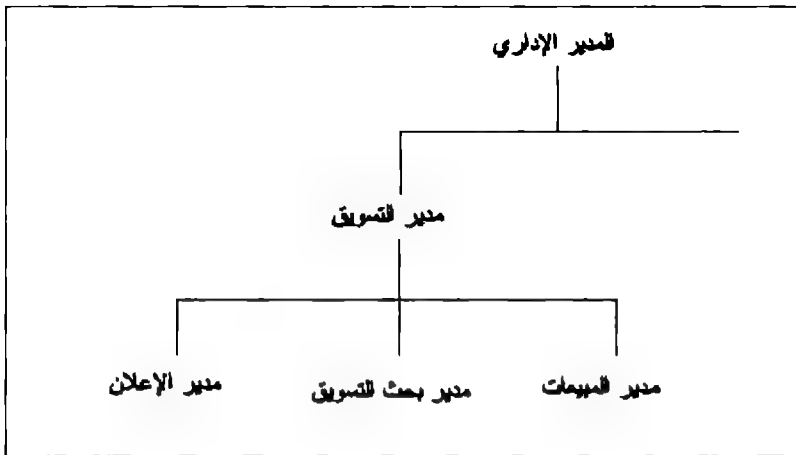 المدير الإداري
مدير التسويق
مدير المبيعات
مدير بحث التسويق
مدير الإعلان